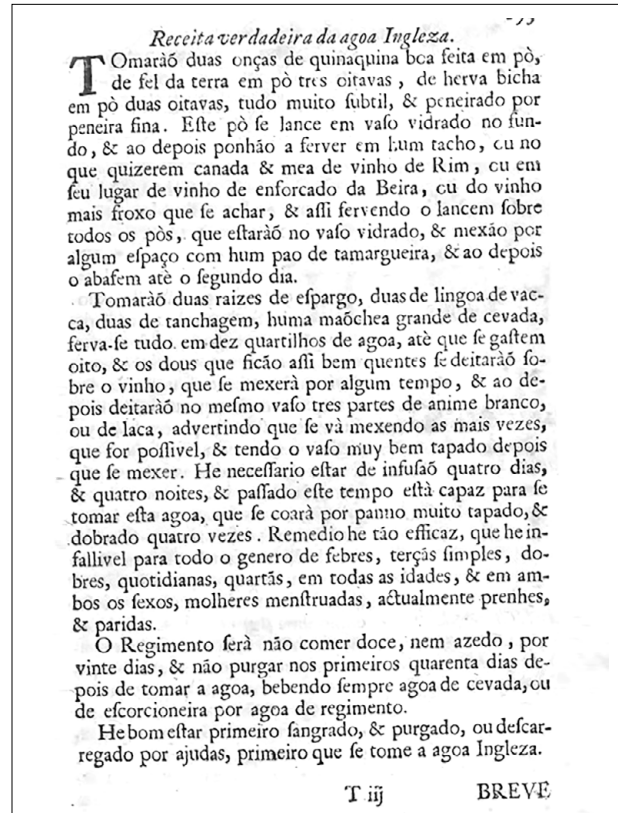 Receita verdadeira da agoa Ingleza.
TOmaràõ duas onças de quinaquina boa feita em pò,
de fel da terra em pò tres oitavas, de herva bicha
em pò duas oitavas, tudo muito ſubtil, & peneirado por
peneira fina. Eſte pò ſe lance em vaſo vidrado no fun-
do, & ao depois ponhão a ferver em hum tacho, ou no
que quizerem canada & mea de vinho de Rim, ou em
ſeu lugar de vinho de enforcado da Beira, ou do vinho
mais froxo que ſe achar, & aſſi fervendo o lancem ſobre
todos os pòs, que eſtaràõ no vaſo vidrado, & mexão por
algum eſpaço com hum pao de tamargueira, & ao depois
o abafem atè o ſegundo dia.
Tomaràõ duas raizes de eſpargo, duas de lingoa de vac-
ca, duas de tanchagem, huma maõchea grande de cevada,
ferva-ſe tudo em dez quartilhos de agoa, atè que ſe gaſtem
oito, & os dous que ficão aſſi bem quentes ſe deitaràõ ſo-
bre o vinho, que ſe mexerà por algum tempo, & ao de-
pois deitaràõ no meſmo vaſo tres partes de anime branco,
ou de laca, advertindo que ſe và mexendo as mais vezes,
que for poſſivel, & tendo o vaſo muy bem tapado depois
que ſe mexer. He neceſſario eſtar de infuſaõ quatro dias,
& quatro noites, & paſſado eſte tempo eſtà capaz para ſe
tomar eſta agoa, que ſe coarà por panno muito tapado, &
dobrado quatro vezes. Remedio he tão efficaz, que he in-
fallivel para todo o genero de febres, terçãs ſimples, do-
bres, quotidianas, quartãs, em todas as idades, & em am-
bos os ſexos, molheres menſtruadas, actualmente prenhes,
& paridas.
O Regimento ſerà não comer doce, nem azedo, por
vinte dias, & não purgar nos primeiros quarenta dias de-
pois de tomar a agoa, bebendo ſempre agoa de cevada, ou
de eſcorcioneira por agoa de regimento.
He bom eſtar primeiro ſangrado, & purgado, ou deſcar-
regado por ajudas, primeiro que ſe tome a agoa Ingleza.
T iij BREVE